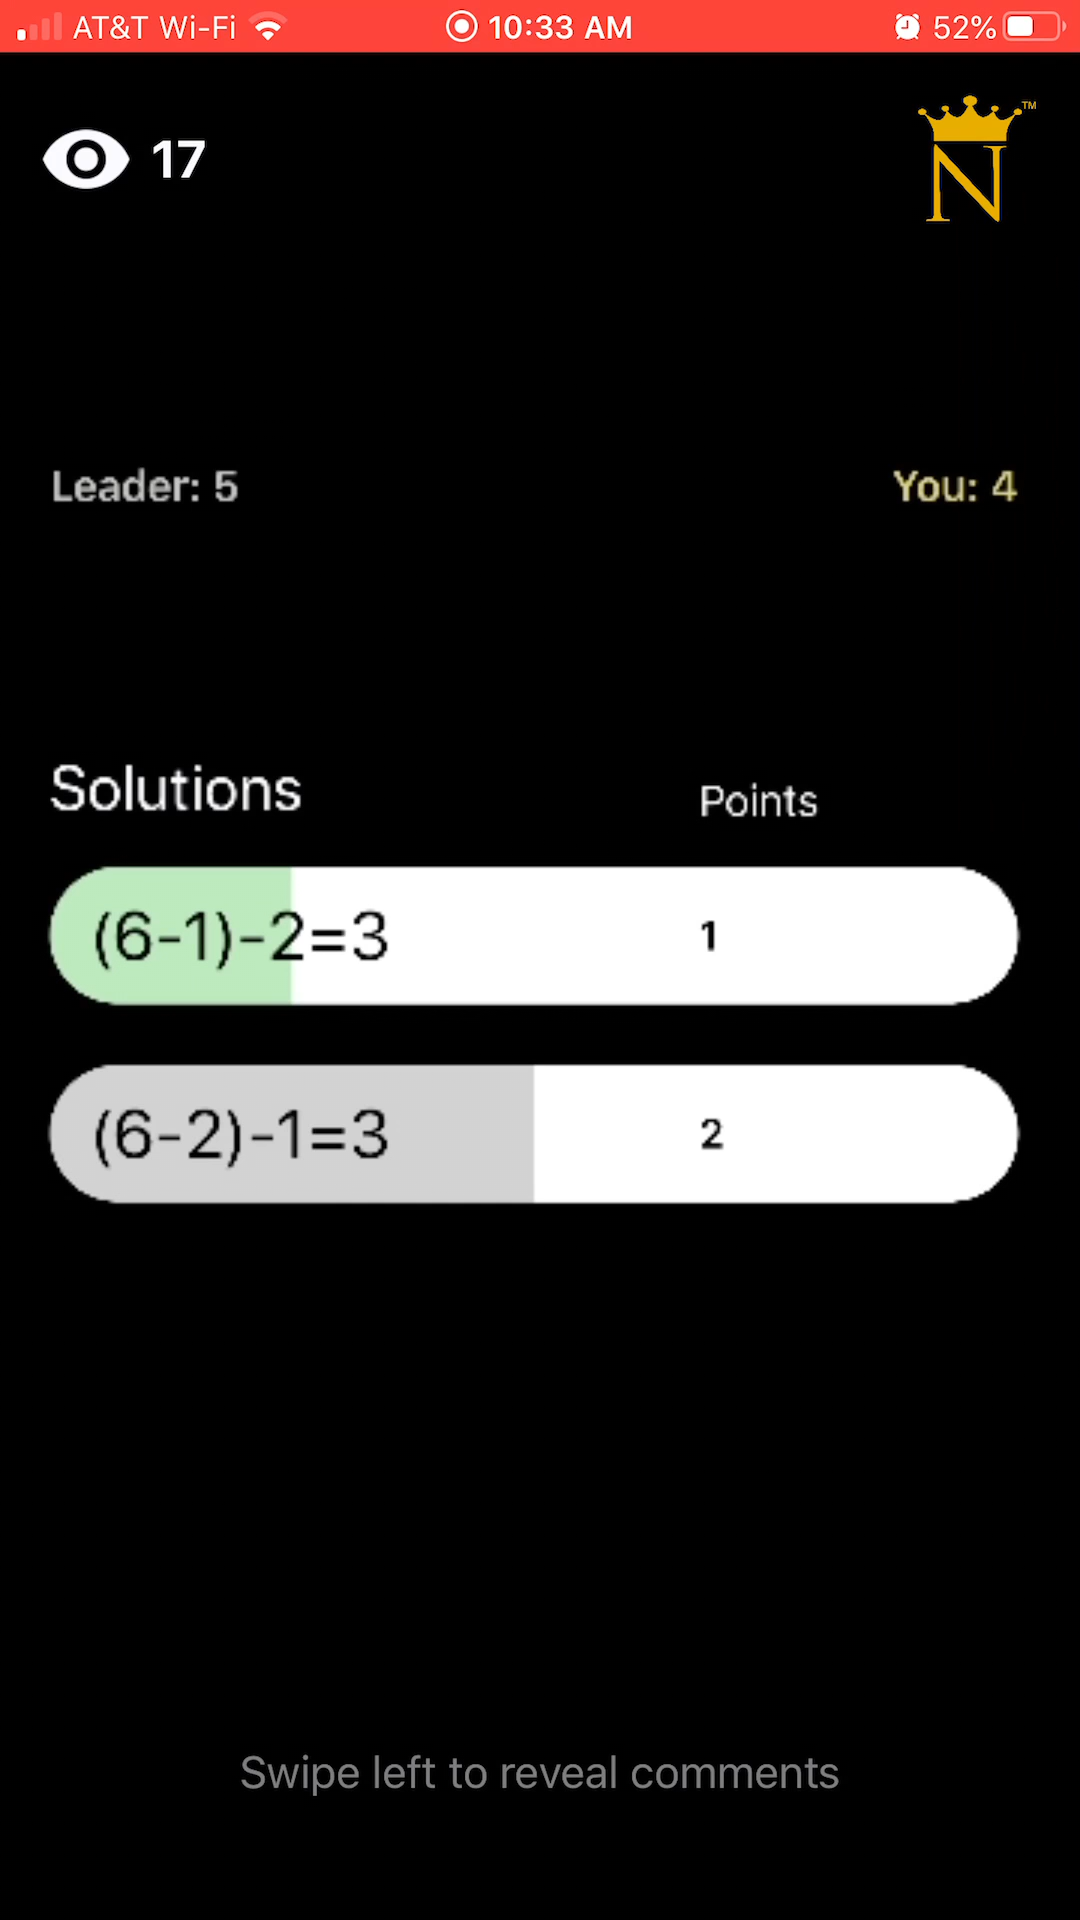 AT&T Wi-Fi 10:33 AM 52%
17
N™
Leader: 5 You: 4
Solutions Points
(6-1)-2=3 1
(6-2)-1=3 2
Swipe left to reveal comments